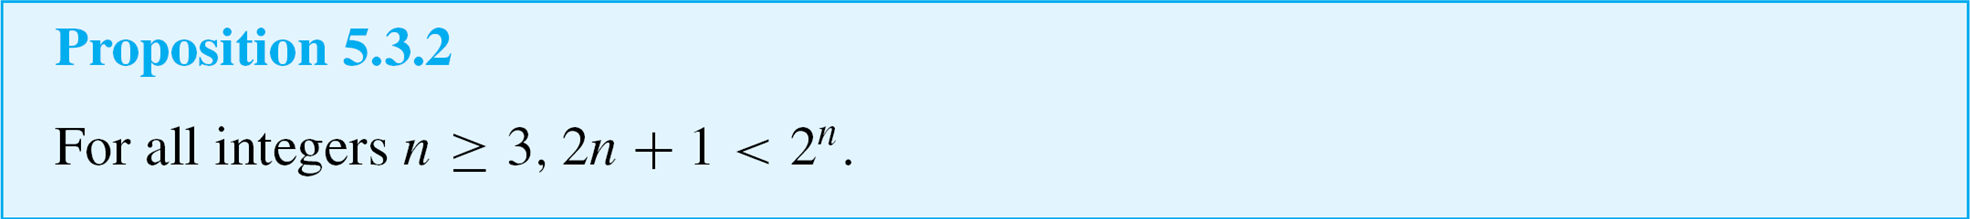 Proposition 5.3.2
For all integers n ≥ 3, 2n + 1 < 2ⁿ.